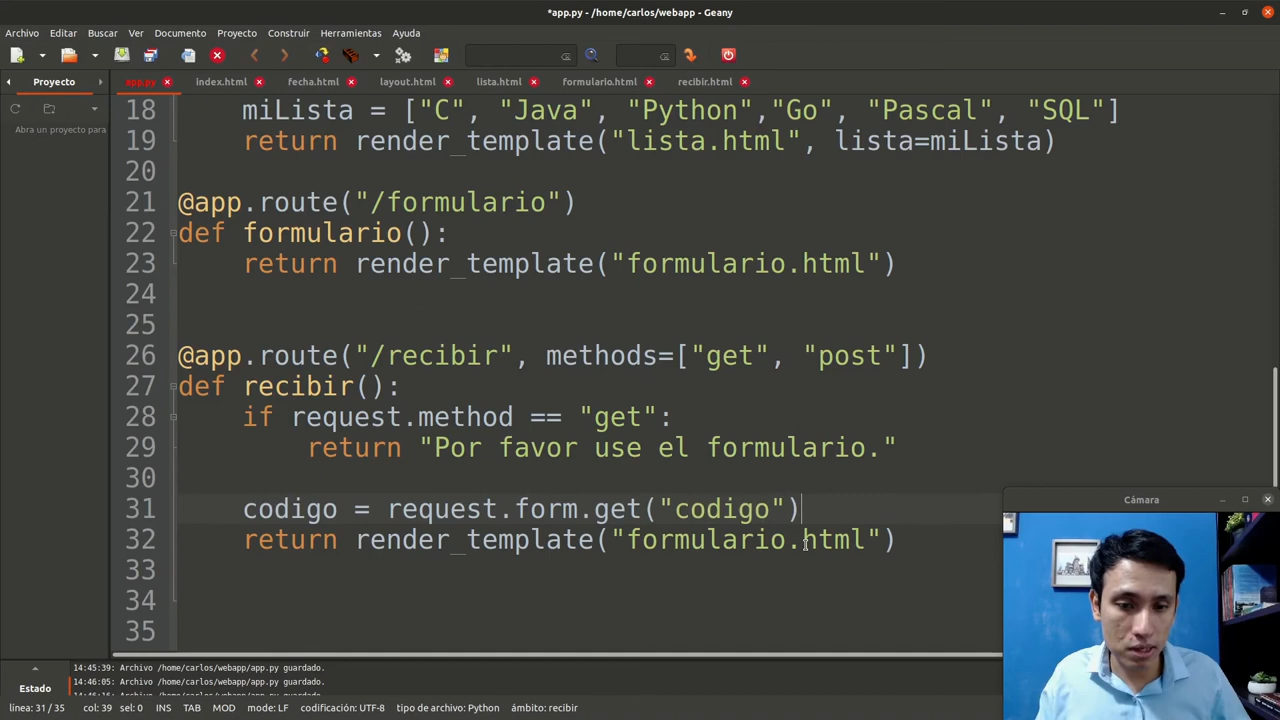 *app.py - /home/carlos/webapp - Geany
Archivo Editar Buscar Ver Documento Proyecto Construir Herramientas Ayuda
Proyecto app.py index.html fecha.html layout.html lista.html formulario.html recibir.html
Abra un proyecto para
18 miLista = ["C", "Java", "Python","Go", "Pascal", "SQL"]
19 return render_template("lista.html", lista=miLista)
20
21 @app.route("/formulario")
22 def formulario():
23 return render_template("formulario.html")
24
25
26 @app.route("/recibir", methods=["get", "post"])
27 def recibir():
28 if request.method == "get":
29 return "Por favor use el formulario."
30
31 codigo = request.form.get("codigo")
32 return render_template("formulario.html")
33
34
35
Cámara
14:45:39: Archivo /home/carlos/webapp/app.py guardado.
14:46:05: Archivo /home/carlos/webapp/app.py guardado.
Estado
línea: 31 / 35 col: 39 sel: 0 INS TAB MOD mode: LF codificación: UTF-8 tipo de archivo: Python ámbito: recibir